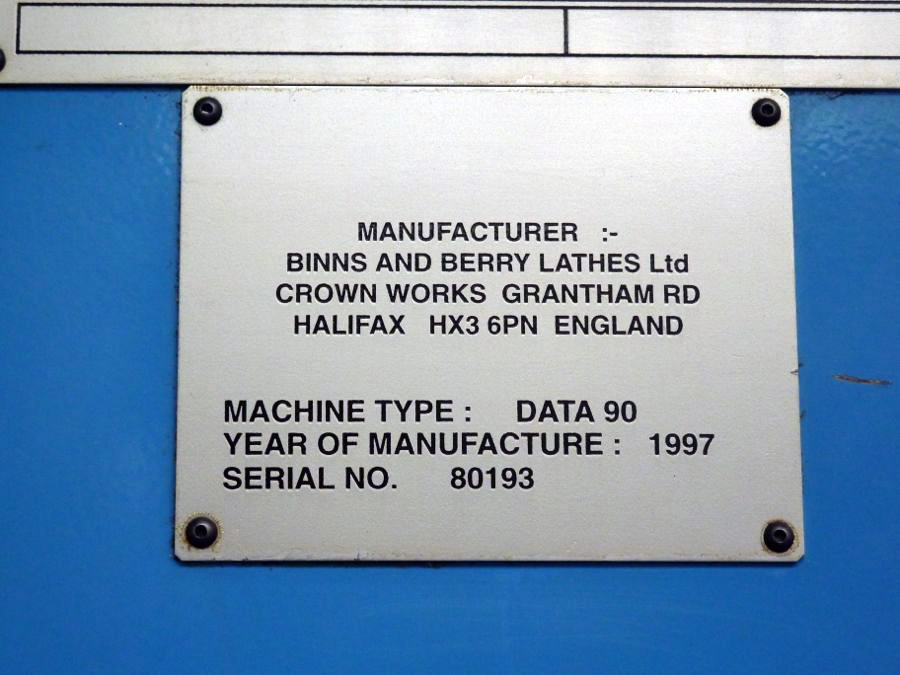 MANUFACTURER :-
BINNS AND BERRY LATHES Ltd
CROWN WORKS GRANTHAM RD
HALIFAX HX3 6PN ENGLAND
MACHINE TYPE : DATA 90
YEAR OF MANUFACTURE : 1997
SERIAL NO. 80193